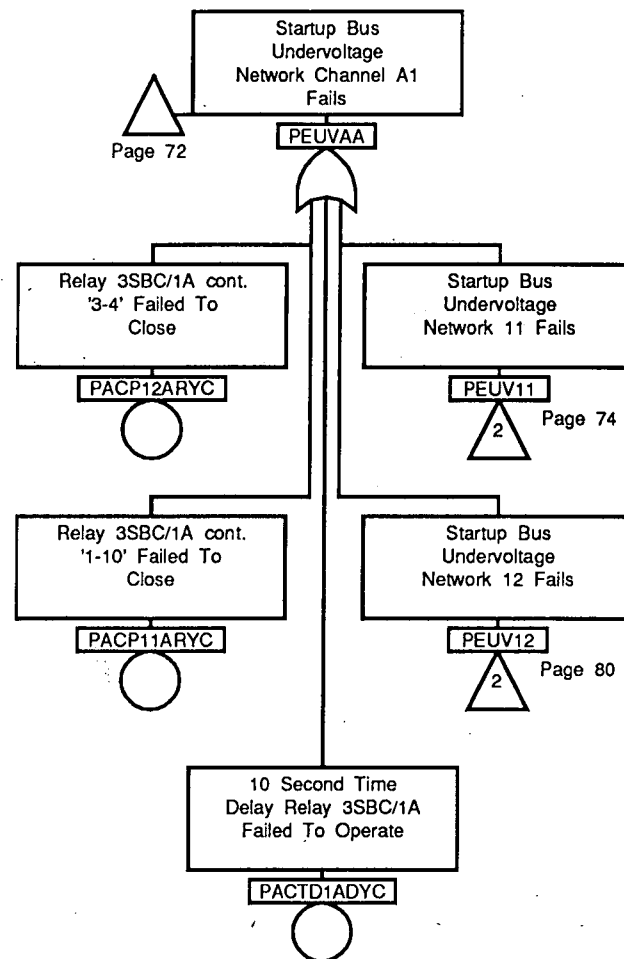 Startup Bus
Undervoltage
Network Channel A1
Fails
Page 72
PEUVAA
Relay 3SBC/1A cont.
'3-4' Failed To
Close
PACP12ARYC
Startup Bus
Undervoltage
Network 11 Fails
PEUV11
2
Page 74
Relay 3SBC/1A cont.
'1-10' Failed To
Close
PACP11ARYC
Startup Bus
Undervoltage
Network 12 Fails
PEUV12
2
Page 80
10 Second Time
Delay Relay 3SBC/1A
Failed To Operate
PACTD1ADYC